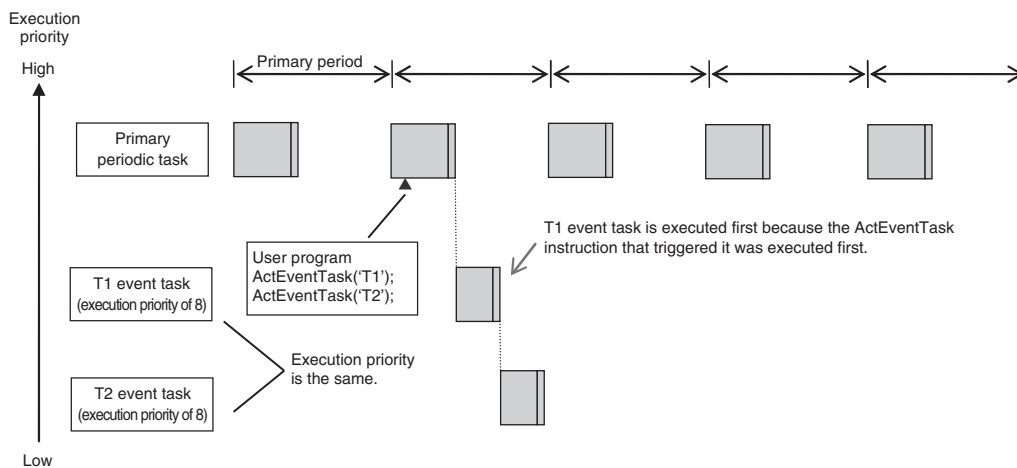 Execution
priority
High
Primary period
Primary
periodic task
T1 event task is executed first because the ActEventTask
instruction that triggered it was executed first.
User program
ActEventTask(‘T1’);
ActEventTask(‘T2’);
T1 event task
(execution priority of 8)
Execution priority
is the same.
T2 event task
(execution priority of 8)
Low